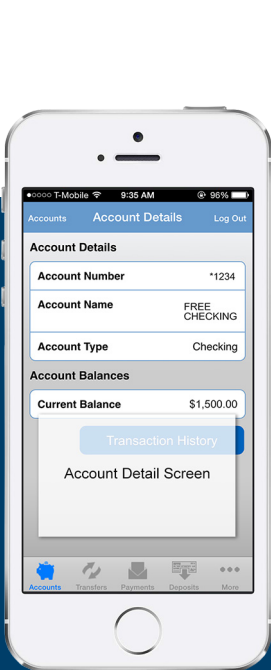 T-Mobile 9:35 AM 96%
Accounts Account Details Log Out
Account Details
Account Number *1234
Account Name FREE
CHECKING
Account Type Checking
Account Balances
Current Balance $1,500.00
Transaction History
Account Detail Screen
Accounts Transfers Payments Deposits More